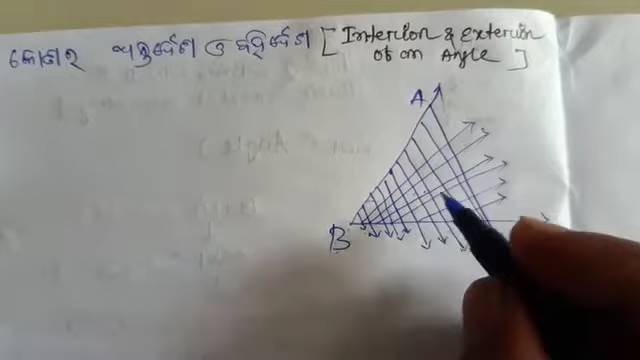 କୋଣର ଅନ୍ତର୍ଦେଶ ଓ ବହିର୍ଦେଶ [ Interior & Exterior
of an Angle ]
A
B